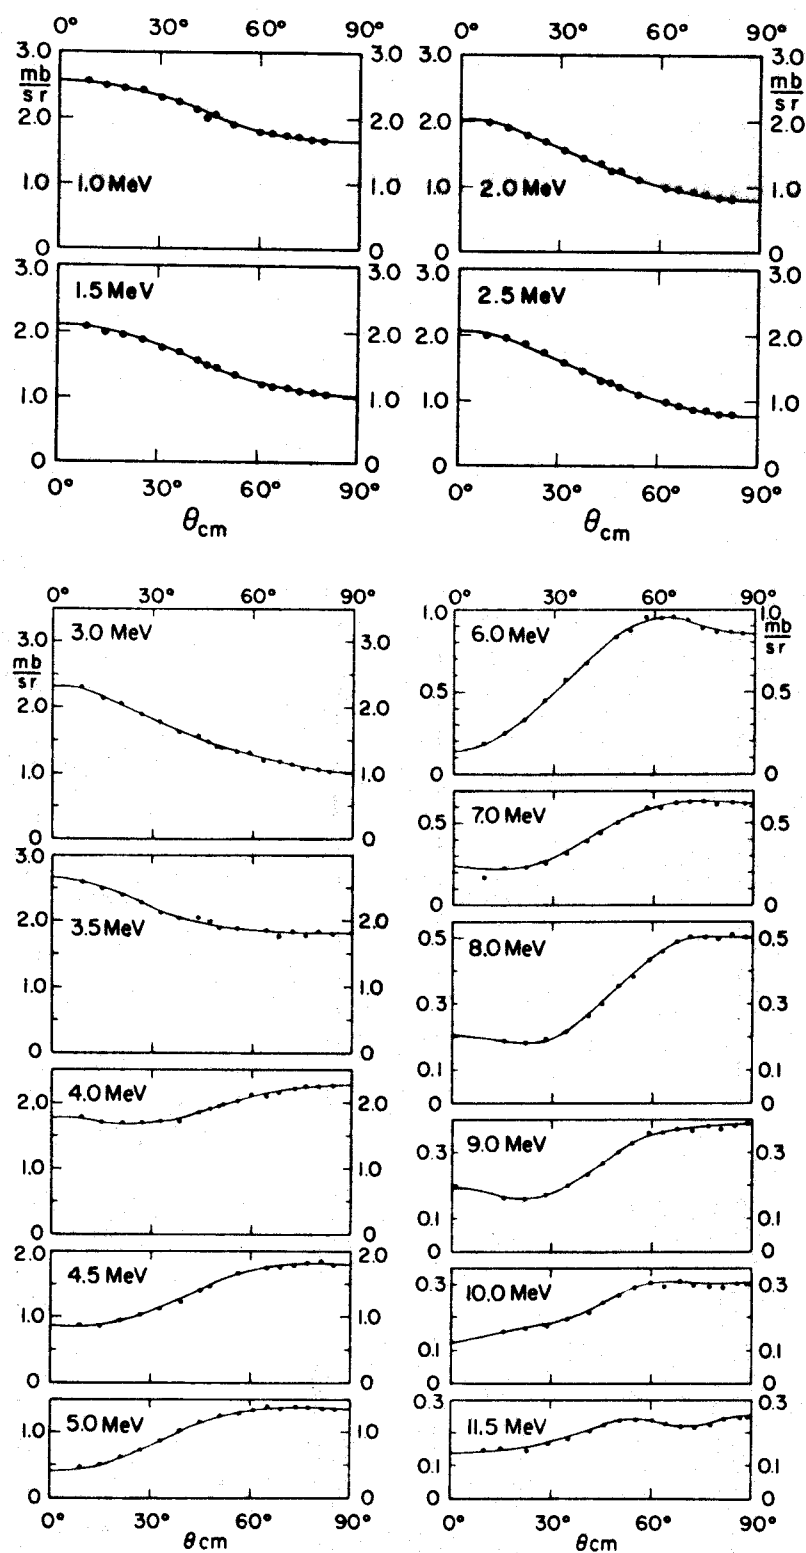 0° 30° 60° 90° 0° 30° 60° 90°
3.0 3.0 3.0
mb/sr mb/sr
2.0 2.0 2.0 2.0
1.0 1.0 MeV 1.0 1.0 2.0 MeV 1.0
0 0 0 0
3.0 3.0 3.0 3.0
1.5 MeV 2.5 MeV
2.0 2.0 2.0 2.0
1.0 1.0 1.0 1.0
0 0 0 0
0° 30° 60° 90° 0° 30° 60° 90°
θcm θcm
0° 30° 60° 90°
3.0 3.0 MeV 3.0
mb/sr
2.0 2.0
1.0 1.0
0 0
3.0 3.0
2.0 3.5 MeV 2.0
1.0 1.0
0 0
2.0 4.0 MeV 2.0
1.0 1.0
0 0
2.0 4.5 MeV 2.0
1.0 1.0
0 0
1.0 5.0 MeV 1.0
0 0
0° 30° 60° 90°
θcm
0° 30° 60° 90°
1.0 6.0 MeV 1.0
mb/sr
0.5 0.5
0 0
0.5 7.0 MeV 0.5
0 0
0.5 8.0 MeV 0.5
0.3 0.3
0.1 0.1
0 0
0.3 9.0 MeV 0.3
0.1 0.1
0 0
0.3 10.0 MeV 0.3
0.1 0.1
0 0
0.3 11.5 MeV 0.3
0.1 0.1
0 0
0° 30° 60° 90°
θcm